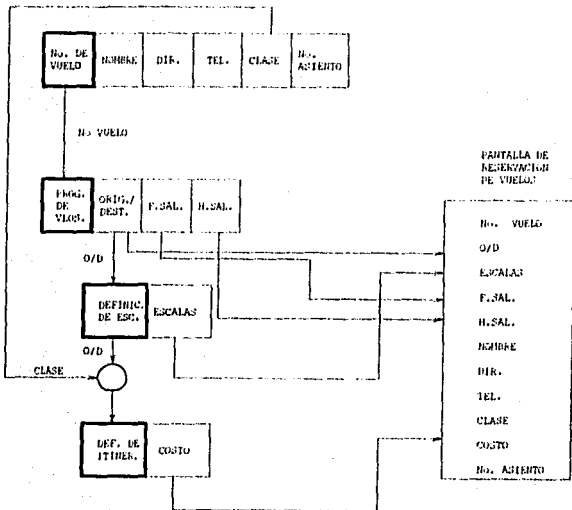 No. DE VUELO
NOMBRE
DIR.
TEL.
CLASE
No. ASIENTO
No VUELO
PROG. DE VLOS.
ORIG./ DEST.
F.SAL.
H.SAL.
O/D
DEFINIC. DE ESC.
ESCALAS
O/D
CLASE
DEF. DE ITINER.
COSTO
PANTALLA DE
RESERVACION
DE VUELOS
No. VUELO
O/D
ESCALAS
F.SAL.
H.SAL.
NOMBRE
DIR.
TEL.
CLASE
COSTO
No. ASIENTO